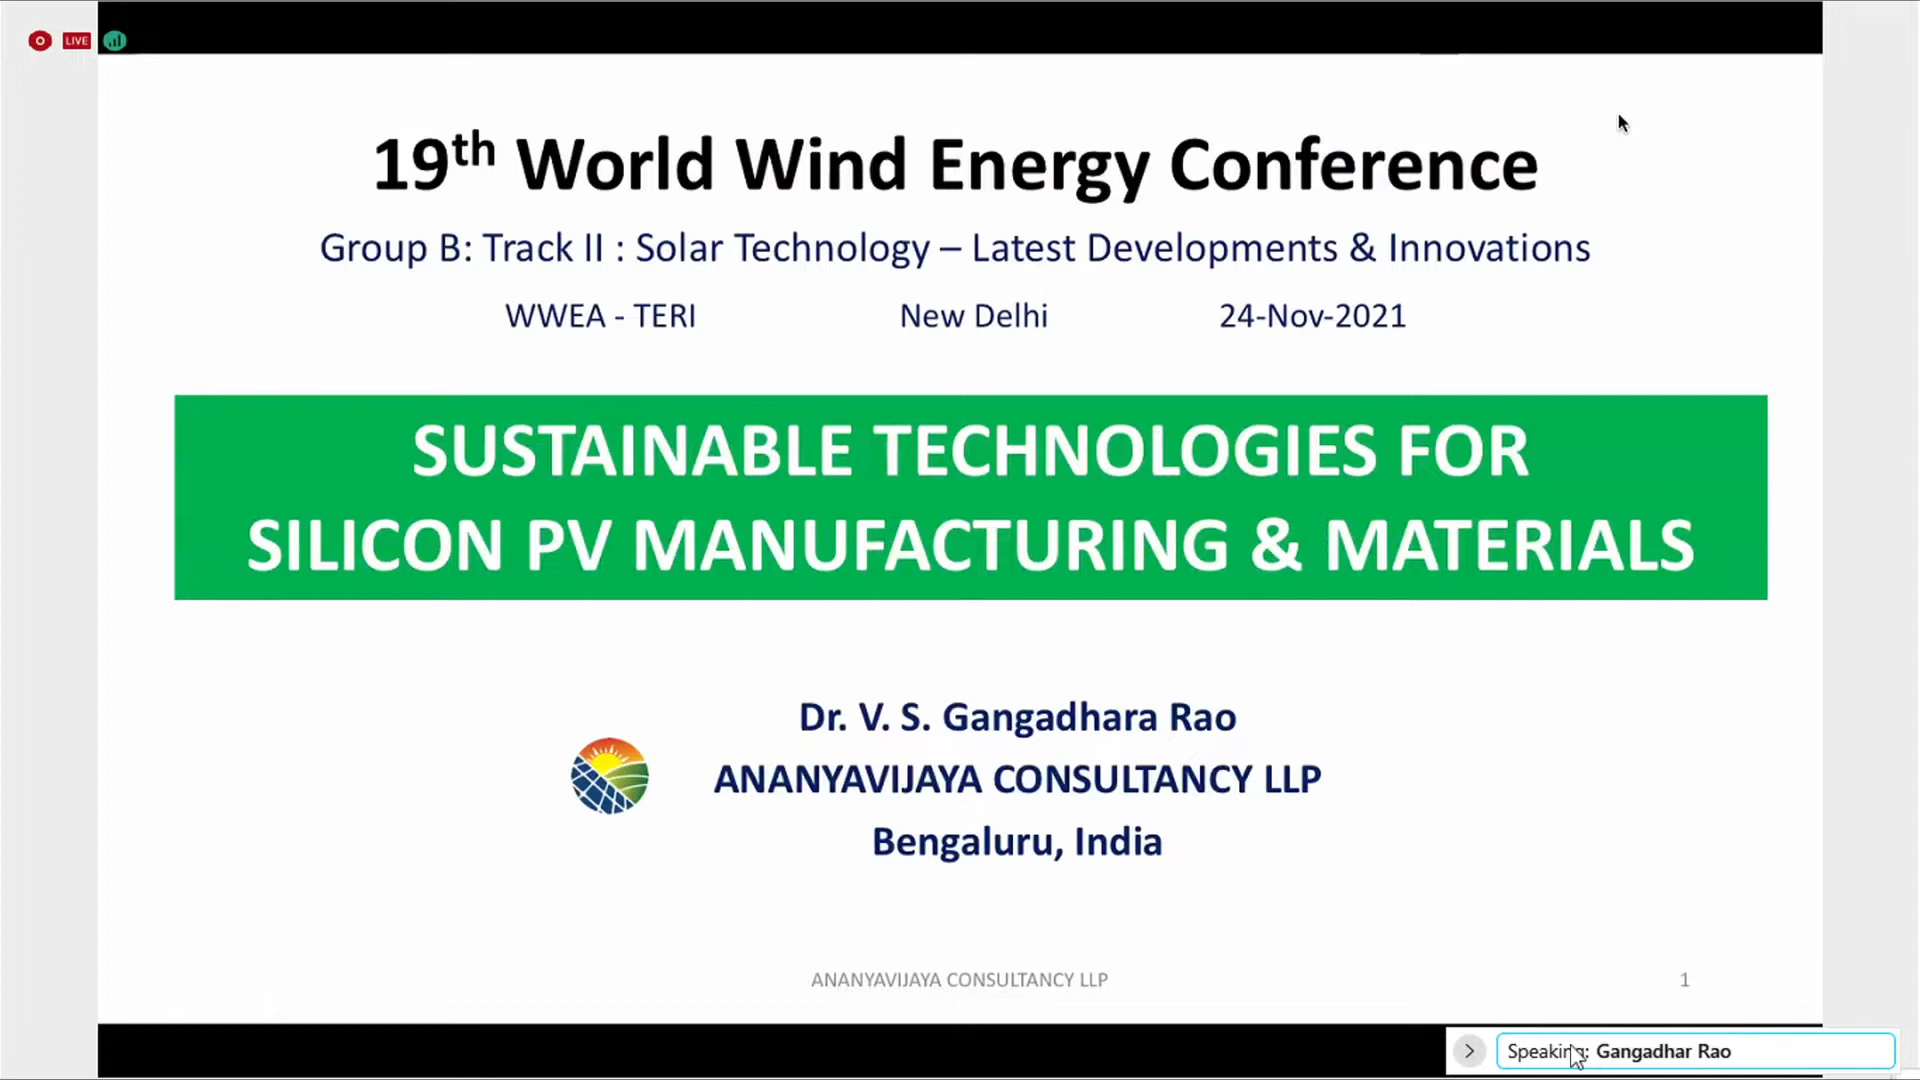 LIVE
19th World Wind Energy Conference
Group B: Track II : Solar Technology – Latest Developments & Innovations
WWEA - TERI New Delhi 24-Nov-2021
SUSTAINABLE TECHNOLOGIES FOR
SILICON PV MANUFACTURING & MATERIALS
Dr. V. S. Gangadhara Rao
ANANYAVIJAYA CONSULTANCY LLP
Bengaluru, India
ANANYAVIJAYA CONSULTANCY LLP 1
Speaking: Gangadhar Rao